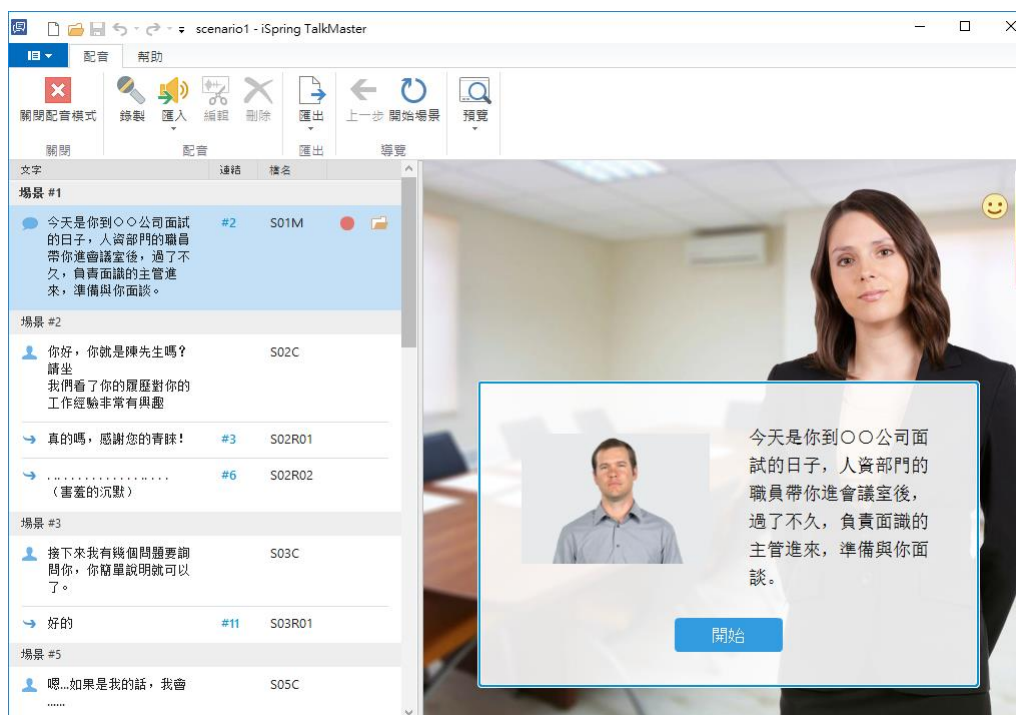 scenario1 - iSpring TalkMaster
配音 幫助
關閉配音模式 錄製 匯入 編輯 刪除 匯出 上一步 開始場景 預覽
關閉 配音 匯出 導覽
文字 連結 檔名
場景 #1
今天是你到○○公司面試 #2 S01M
的日子，人資部門的職員
帶你進會議室後，過了不
久，負責面識的主管進
來，準備與你面談。
場景 #2
你好，你就是陳先生嗎? S02C
請坐
我們看了你的履歷對你的
工作經驗非常有興趣
真的嗎，感謝您的青睞! #3 S02R01
................... #6 S02R02
（害羞的沉默）
場景 #3
接下來我有幾個問題要詢 S03C
問你，你簡單說明就可以
了。
好的 #11 S03R01
場景 #5
嗯...如果是我的話，我會 S05C
......
今天是你到○○公司面
試的日子，人資部門的
職員帶你進會議室後，
過了不久，負責面識的
主管進來，準備與你面
談。
開始